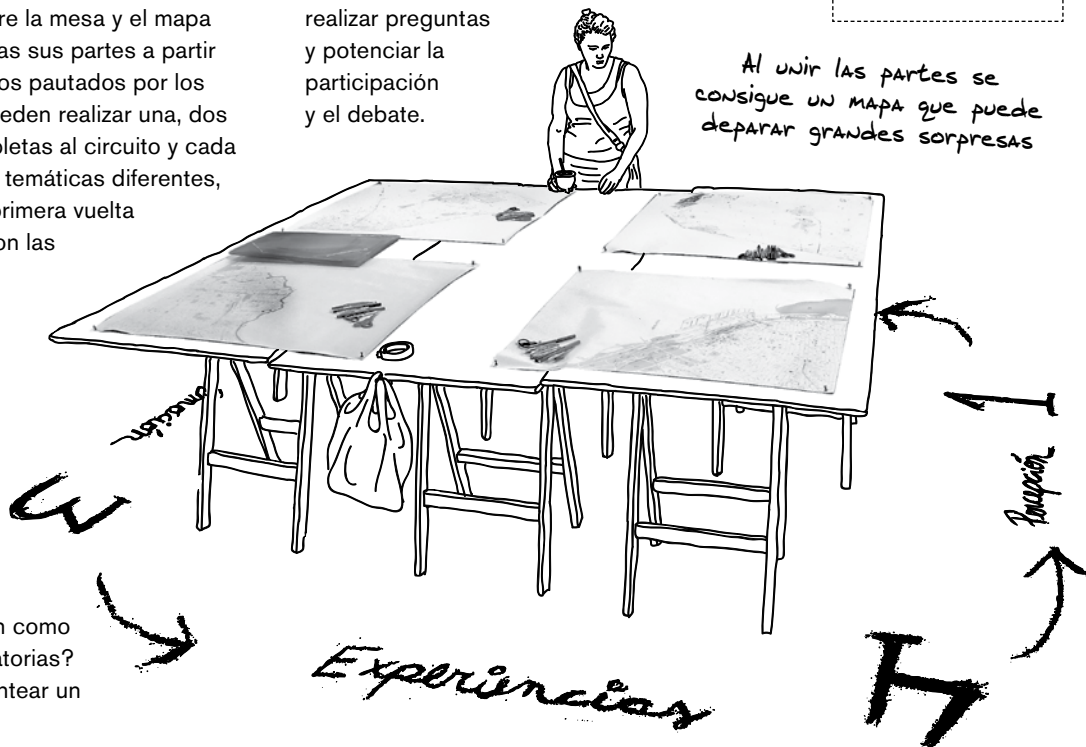 re la mesa y el mapa
as sus partes a partir
os pautados por los
eden realizar una, dos
pletas al circuito y cada
temáticas diferentes,
primera vuelta
on las
realizar preguntas
y potenciar la
participación
y el debate.
Al unir las partes se
consigue un mapa que puede
deparar grandes sorpresas
mación
3
1
Percepción
n como
atorias?
ntear un
Experiencias
4